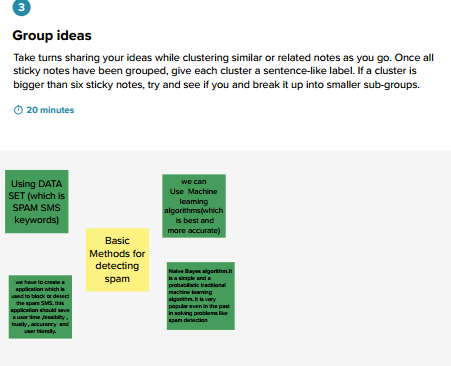 3
Group ideas
Take turns sharing your ideas while clustering similar or related notes as you go. Once all
sticky notes have been grouped, give each cluster a sentence-like label. If a cluster is
bigger than six sticky notes, try and see if you and break it up into smaller sub-groups.
20 minutes
Using DATA
SET (which is
SPAM SMS
keywords)
we can
Use Machine
learning
algorithms(which
is best and
more accurate)
Basic
Methods for
detecting
spam
we have to create a
application which is
used to block or detect
the spam SMS. this
application should save
a user time ,feasibilty ,
trustly , accurancy and
user friendly.
Naive Bayes algorithm.It
is a simple and a
probabilistic traditional
machine learning
algorithm. It is very
popular even in the past
in solving problems like
spam detection